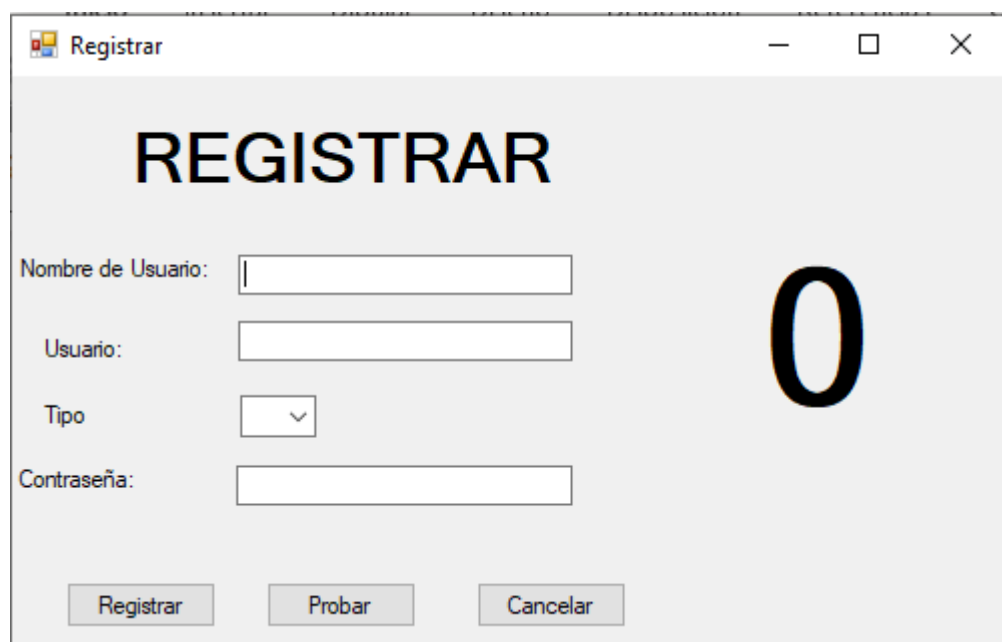 Registrar
REGISTRAR
Nombre de Usuario:
0
Usuario:
Tipo
Contraseña:
Registrar Probar Cancelar